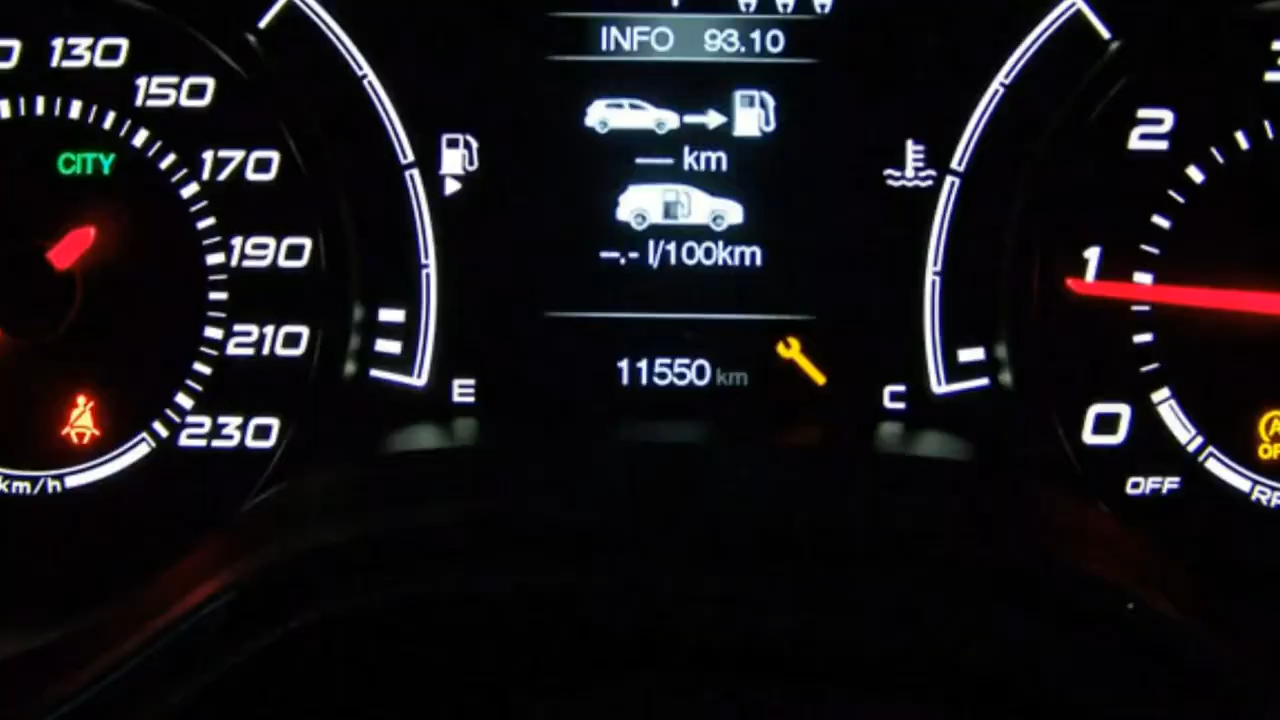 INFO 93.10
130
150
CITY
170
190
210
230
km/h
— km
–.- l/100km
11550 km
E
C
2
1
0
OFF